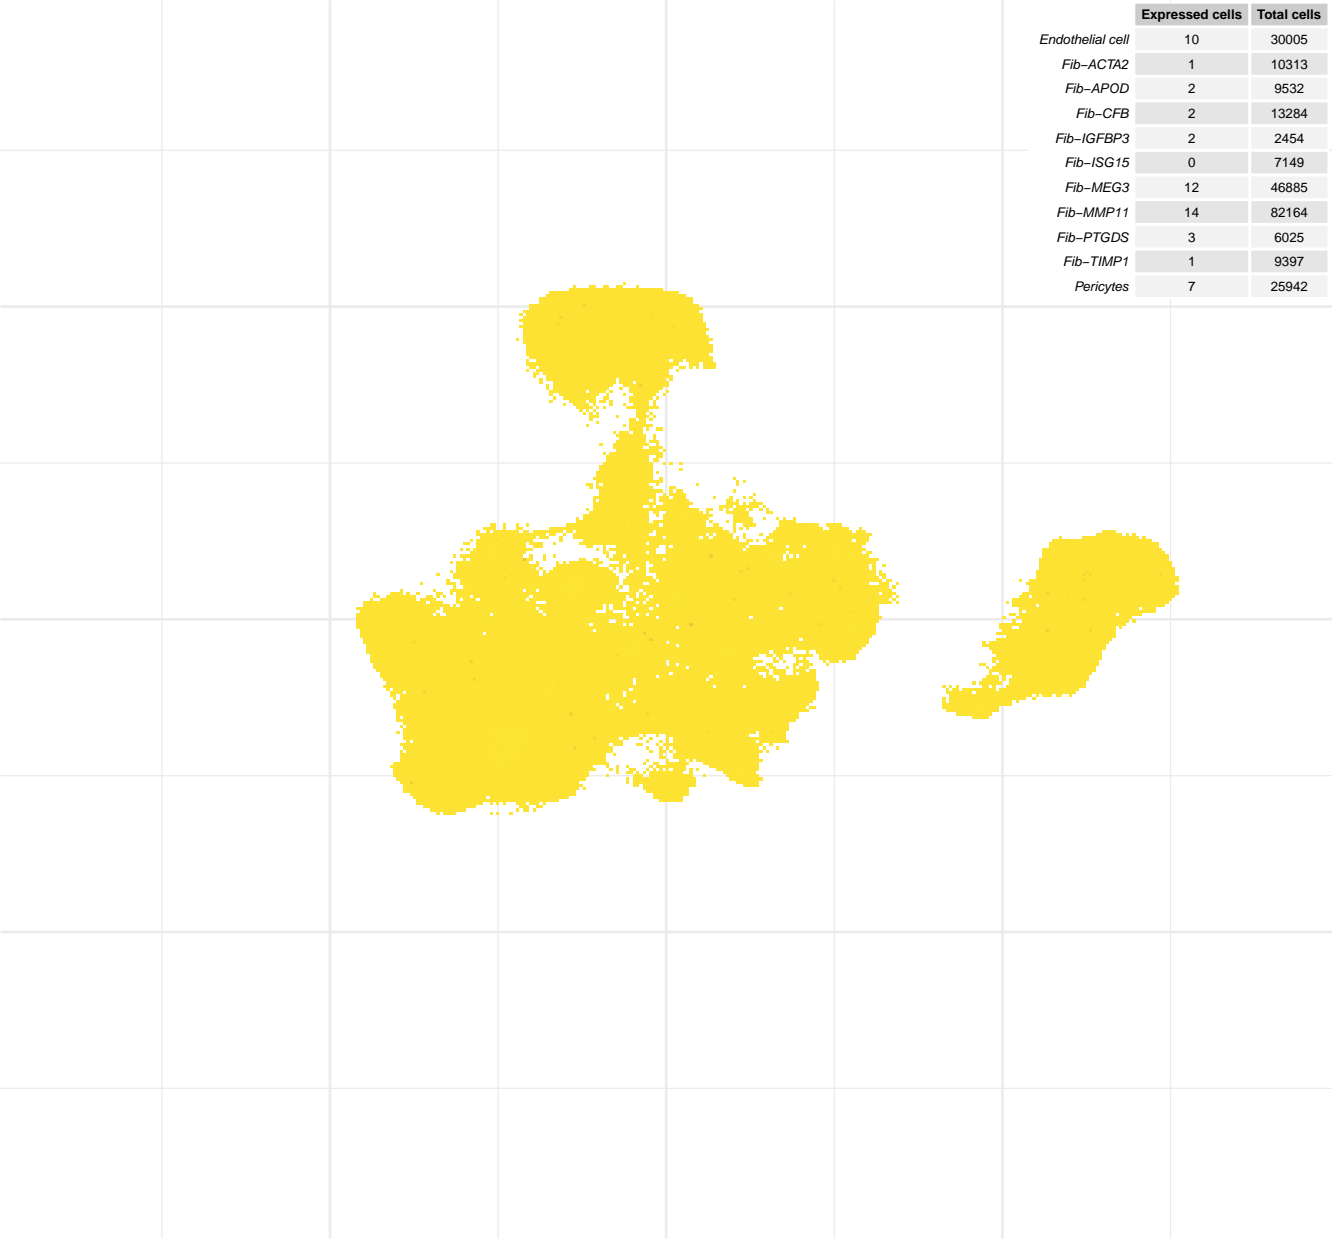 Expressed cells Total cells
Endothelial cell 10 30005
Fib−ACTA2 1 10313
Fib−APOD 2 9532
Fib−CFB 2 13284
Fib−IGFBP3 2 2454
Fib−ISG15 0 7149
Fib−MEG3 12 46885
Fib−MMP11 14 82164
Fib−PTGDS 3 6025
Fib−TIMP1 1 9397
Pericytes 7 25942